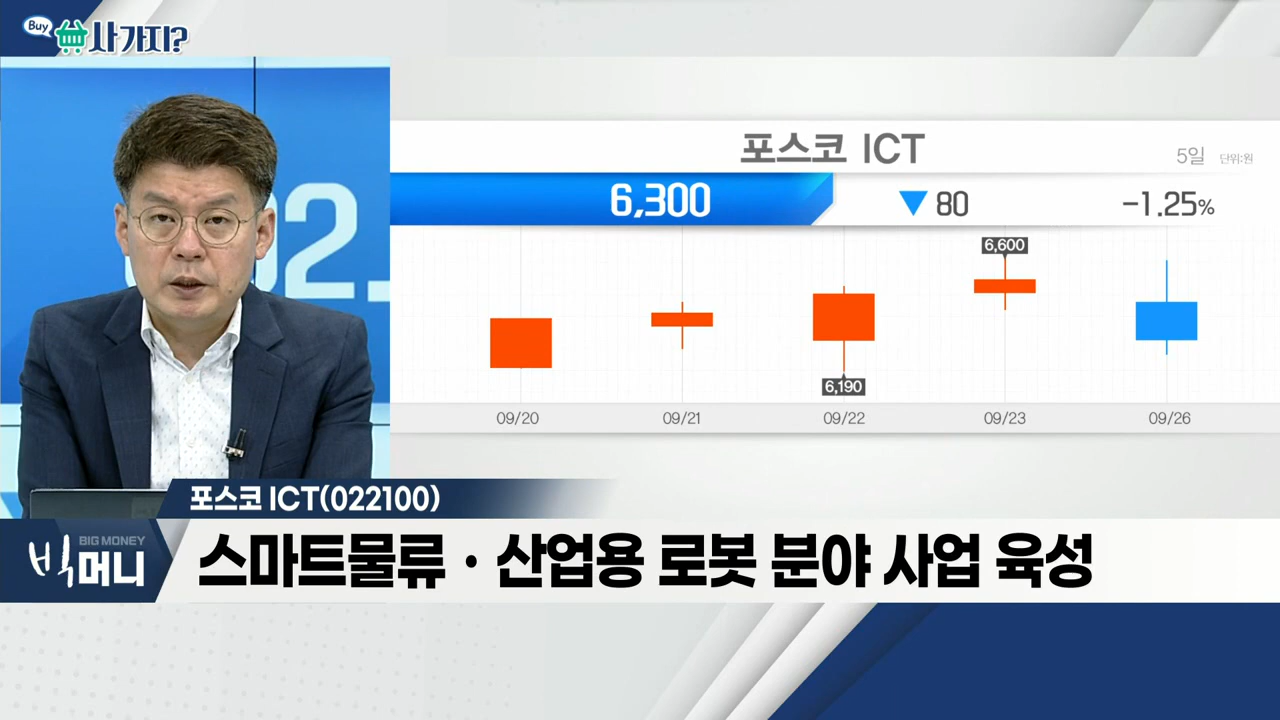 Buy
사가지?
포스코 ICT
5일 단위:원
6,300 ▼ 80 -1.25%
6,600
6,190
09/20 09/21 09/22 09/23 09/26
02.
포스코 ICT(022100)
BIG MONEY
빅머니
스마트물류·산업용 로봇 분야 사업 육성